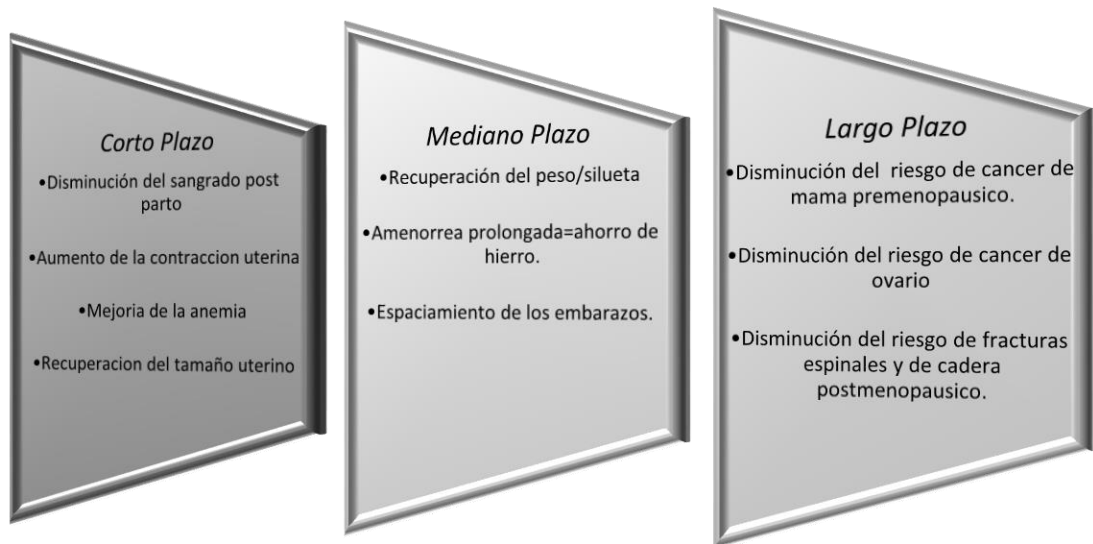 Corto Plazo
•Disminución del sangrado post
parto
•Aumento de la contraccion uterina
•Mejoria de la anemia
•Recuperacion del tamaño uterino
Mediano Plazo
•Recuperación del peso/silueta
•Amenorrea prolongada=ahorro de
hierro.
•Espaciamiento de los embarazos.
Largo Plazo
•Disminución del riesgo de cancer de
mama premenopausico.
•Disminución del riesgo de cancer de
ovario
•Disminución del riesgo de fracturas
espinales y de cadera
postmenopausico.